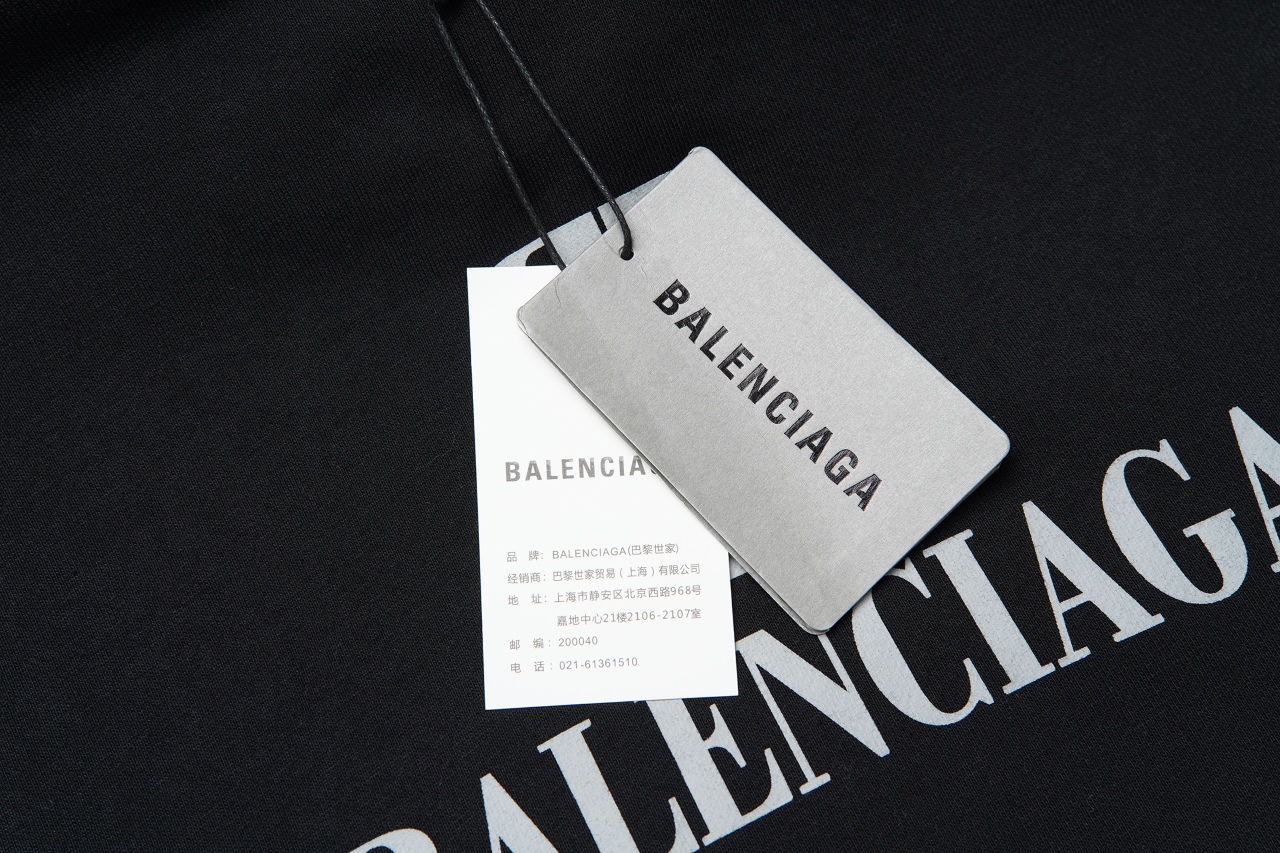 BALENCIAGA
BALENCIAG
品 牌：BALENCIAGA(巴黎世家)
经销商：巴黎世家贸易（上海）有限公司
地 址：上海市静安区北京西路968号
嘉地中心21楼2106-2107室
邮 编：200040
电 话：021-61361510
BALENCIAGA